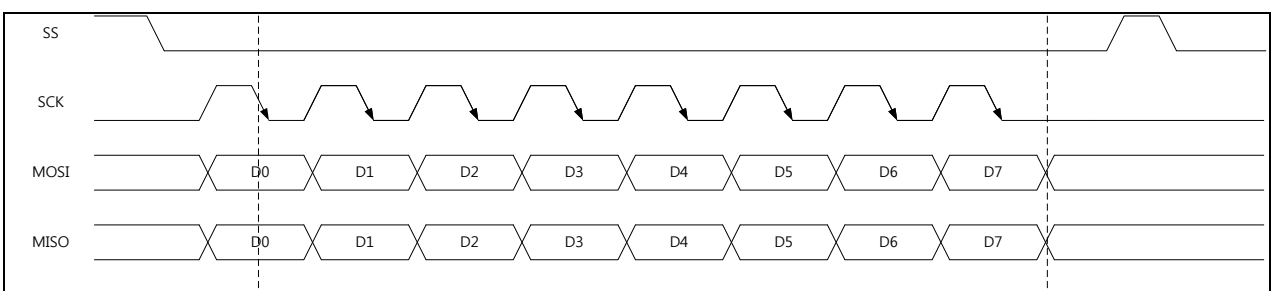 SS
SCK
MOSI D0 D1 D2 D3 D4 D5 D6 D7
MISO D0 D1 D2 D3 D4 D5 D6 D7